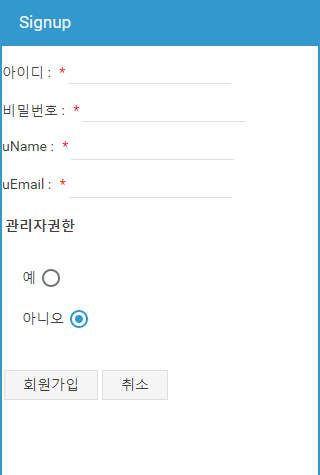 Signup
아이디 : *
비밀번호 : *
uName : *
uEmail : *
관리자권한
예
아니오
회원가입 취소